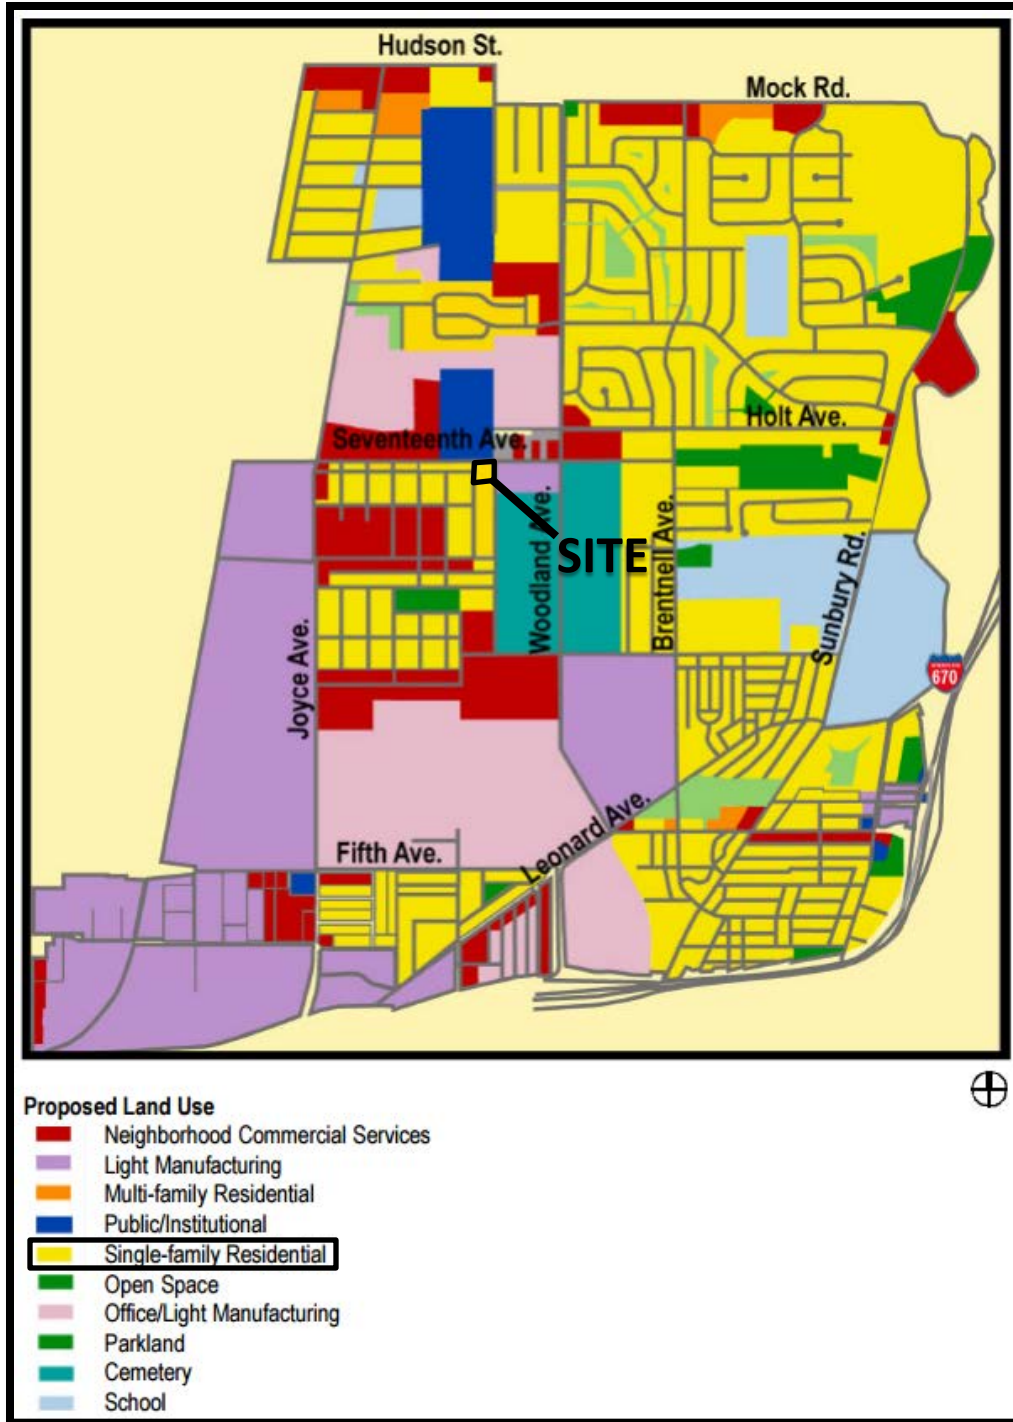 Hudson St.
Mock Rd.
Holt Ave.
Seventeenth Ave.
SITE
Woodland Ave.
Brentnell Ave.
Sunbury Rd.
Joyce Ave.
670
Leonard Ave.
Fifth Ave.
Proposed Land Use
Neighborhood Commercial Services
Light Manufacturing
Multi-family Residential
Public/Institutional
Single-family Residential
Open Space
Office/Light Manufacturing
Parkland
Cemetery
School